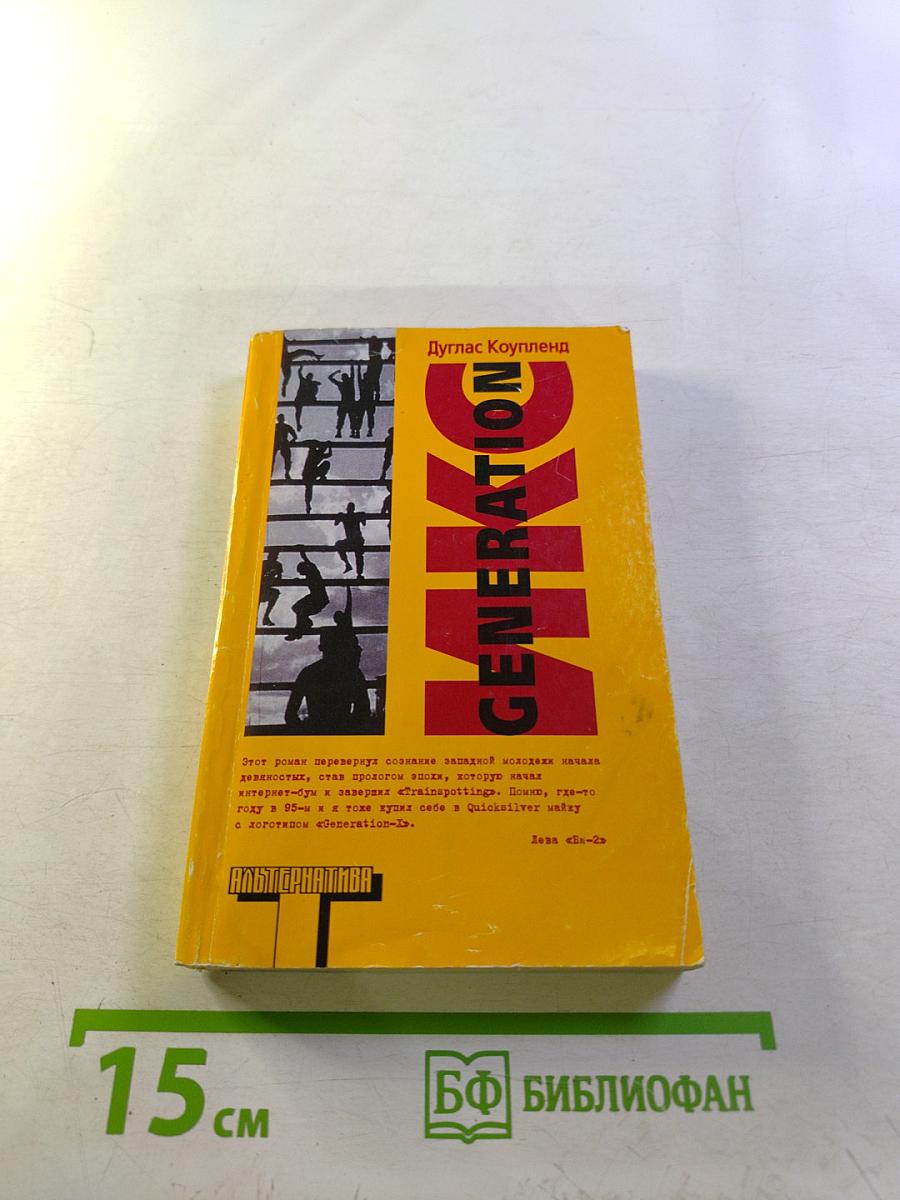 Дуглас Коупленд
GENERATION
ИКС
Этот роман перевернул сознание западной молодежи начала
девяностых, став прологом эпохи, которую начал
интернет-бум и завершил «Trainspotting». Помню, где-то
году в 95-м и я тоже купил себе в Quicksilver майку
с логотипом «Generation-X».
Лева «Би-2»
АЛЬТЕРНАТИВА
15 см
БФ БИБЛИОФАН